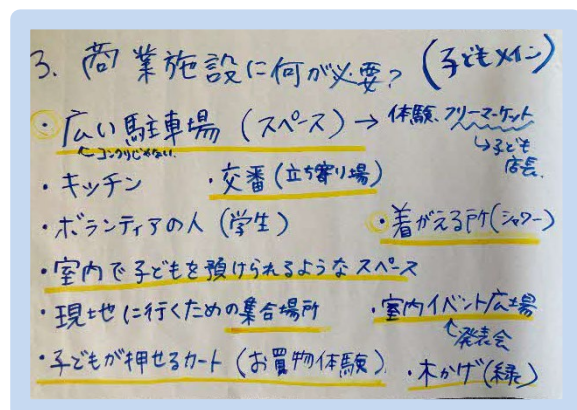 3. 商業施設に何が必要？ (子どもメイン)
・広い駐車場 (スペース) → 体験、フリーマーケット
↑コンクリじゃない
↳子ども
店長
・キッチン ・交番 (立ち寄り場)
・ボランティアの人 (学生) ・着がえる所 (シャワー)
・室内で子どもを預けられるようなスペース
・現地に行くための集合場所 ・室内イベント広場
↑発表会
・子どもが押せるカート (お買物体験) ・木かげ (緑)